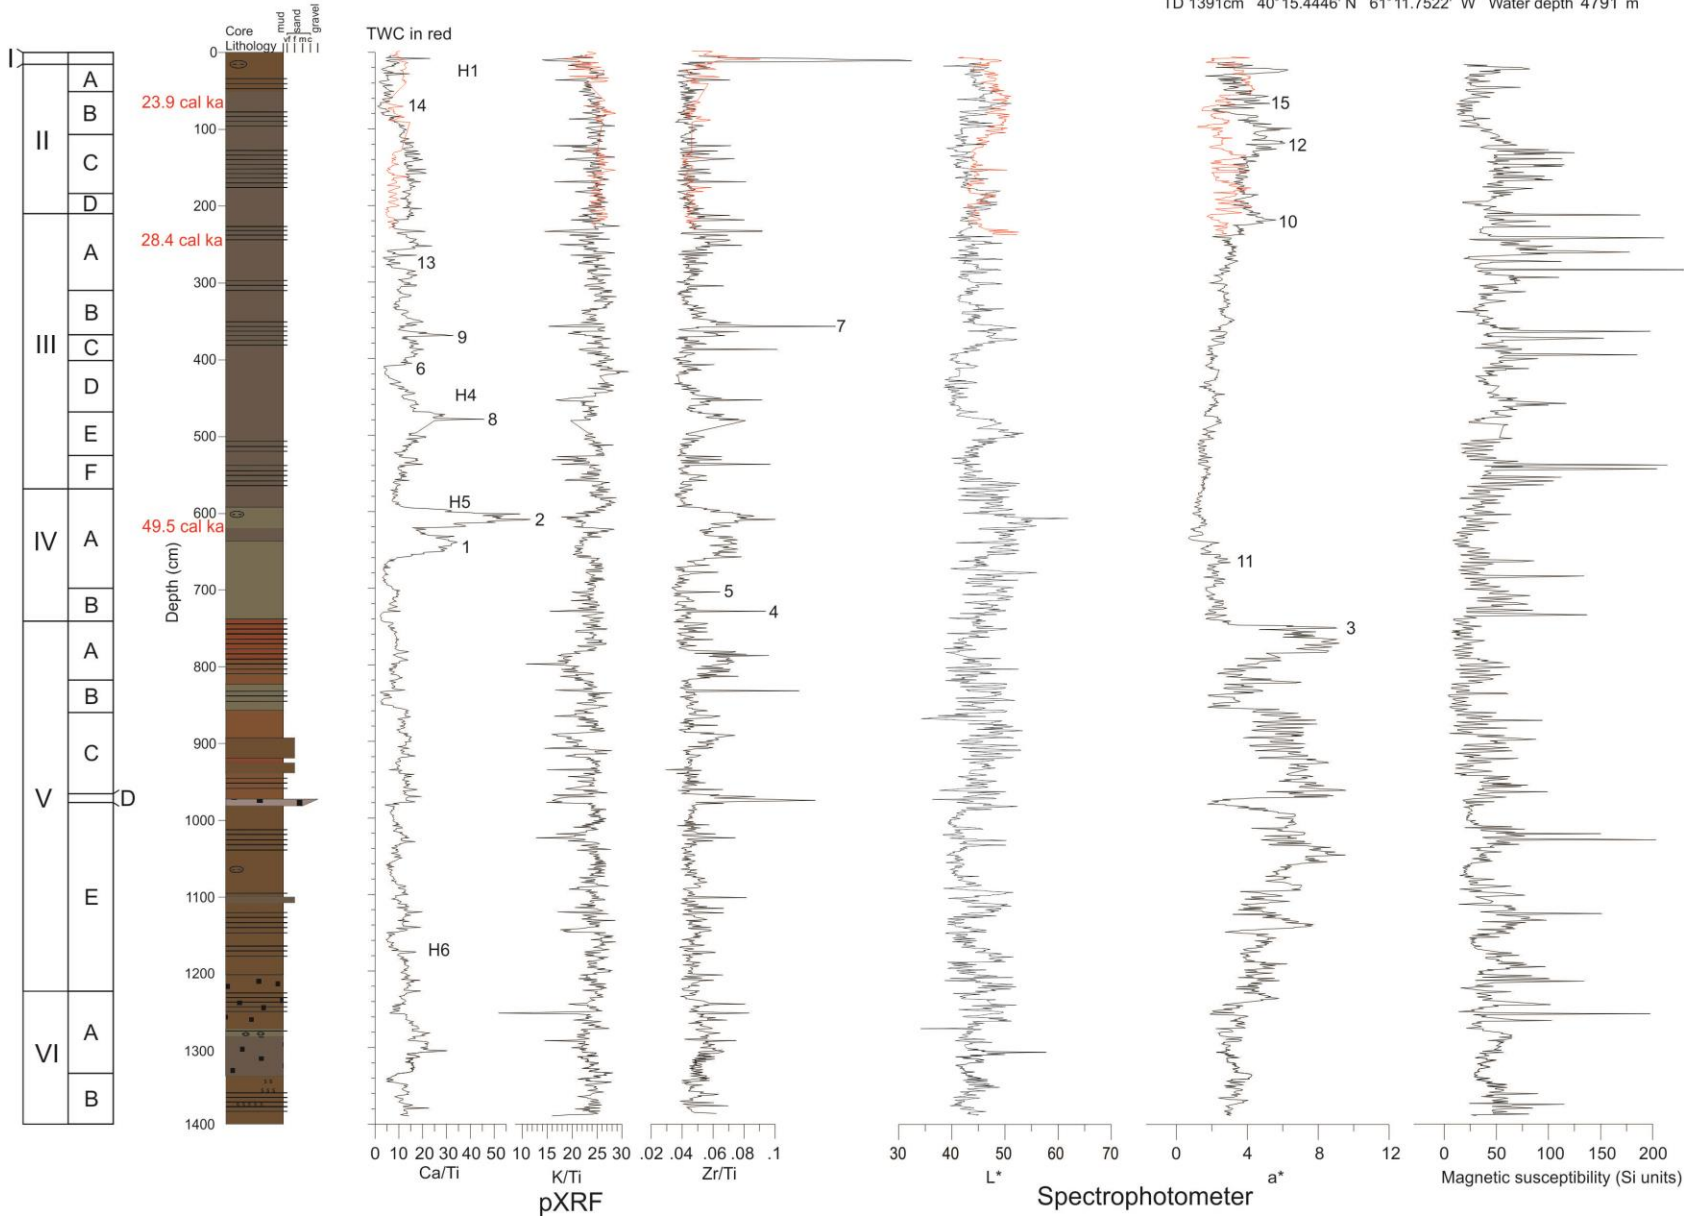 TD 1391cm 40° 15.4446' N 61° 11.7522' W Water depth 4791 m
mud
sand
gravel
vf f m c
Core
Lithology
TWC in red
I
II
A
B
C
D
III
A
B
C
D
E
F
IV
A
B
V
A
B
C
D
E
VI
A
B
23.9 cal ka
28.4 cal ka
49.5 cal ka
Depth (cm)
0
100
200
300
400
500
600
700
800
900
1000
1100
1200
1300
1400
H1
14
13
9
6
H4
8
H5
2
1
H6
7
5
4
15
12
10
11
3
0 10 20 30 40 50
Ca/Ti
10 15 20 25 30
K/Ti
.02 .04 .06 .08 .1
Zr/Ti
pXRF
30 40 50 60 70
L*
0 4 8 12
a*
Spectrophotometer
0 50 100 150 200
Magnetic susceptibility (Si units)